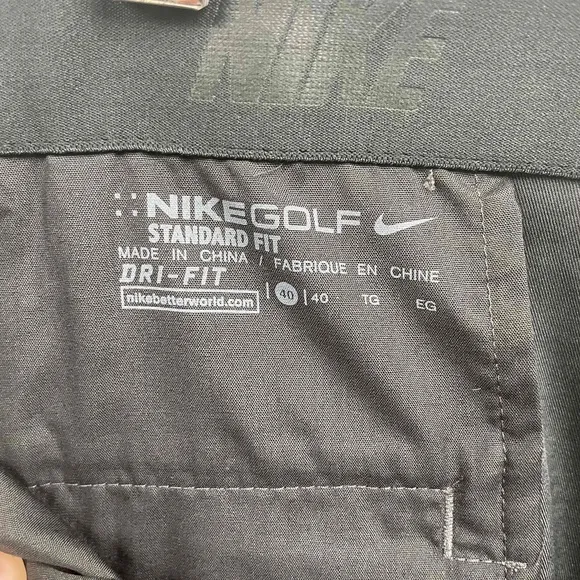 NIKE
NIKEGOLF
STANDARD FIT
MADE IN CHINA / FABRIQUE EN CHINE
DRI-FIT
nikebetterworld.com | 40 | 40 TG EG